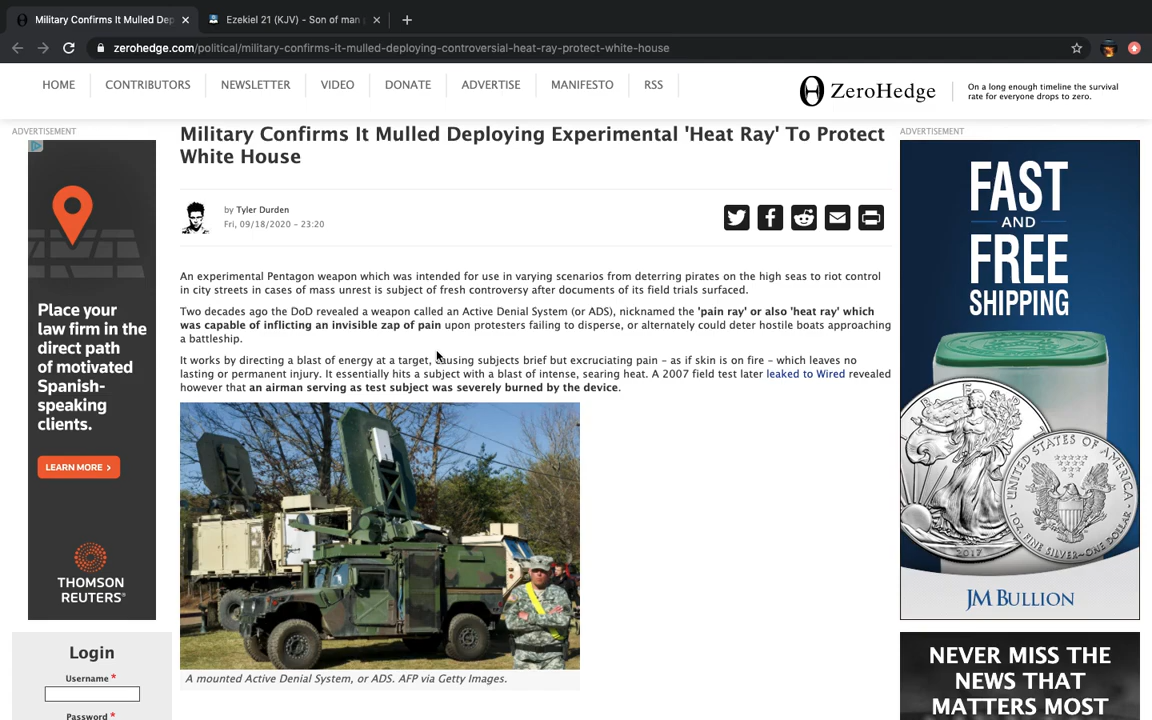 Military Confirms It Mulled Dep
Ezekiel 21 (KJV) - Son of man
zerohedge.com/political/military-confirms-it-mulled-deploying-controversial-heat-ray-protect-white-house
HOME
CONTRIBUTORS
NEWSLETTER
VIDEO
DONATE
ADVERTISE
MANIFESTO
RSS
ZeroHedge
On a long enough timeline the survival
rate for everyone drops to zero.
ADVERTISEMENT
Place your
law firm in the
direct path
of motivated
Spanish-
speaking
clients.
LEARN MORE >
THOMSON
REUTERS®
Login
Username *
Password *
Military Confirms It Mulled Deploying Experimental 'Heat Ray' To Protect
White House
by Tyler Durden
Fri, 09/18/2020 - 23:20
An experimental Pentagon weapon which was intended for use in varying scenarios from deterring pirates on the high seas to riot control
in city streets in cases of mass unrest is subject of fresh controversy after documents of its field trials surfaced.
Two decades ago the DoD revealed a weapon called an Active Denial System (or ADS), nicknamed the 'pain ray' or also 'heat ray' which
was capable of inflicting an invisible zap of pain upon protesters failing to disperse, or alternately could deter hostile boats approaching
a battleship.
It works by directing a blast of energy at a target, causing subjects brief but excruciating pain – as if skin is on fire – which leaves no
lasting or permanent injury. It essentially hits a subject with a blast of intense, searing heat. A 2007 field test later leaked to Wired revealed
however that an airman serving as test subject was severely burned by the device.
A mounted Active Denial System, or ADS. AFP via Getty Images.
ADVERTISEMENT
FAST
AND
FREE
SHIPPING
2017
UNITED STATES OF AMERICA
1 OZ. FINE SILVER~ONE DOLLAR
JM BULLION
NEVER MISS THE
NEWS THAT
MATTERS MOST